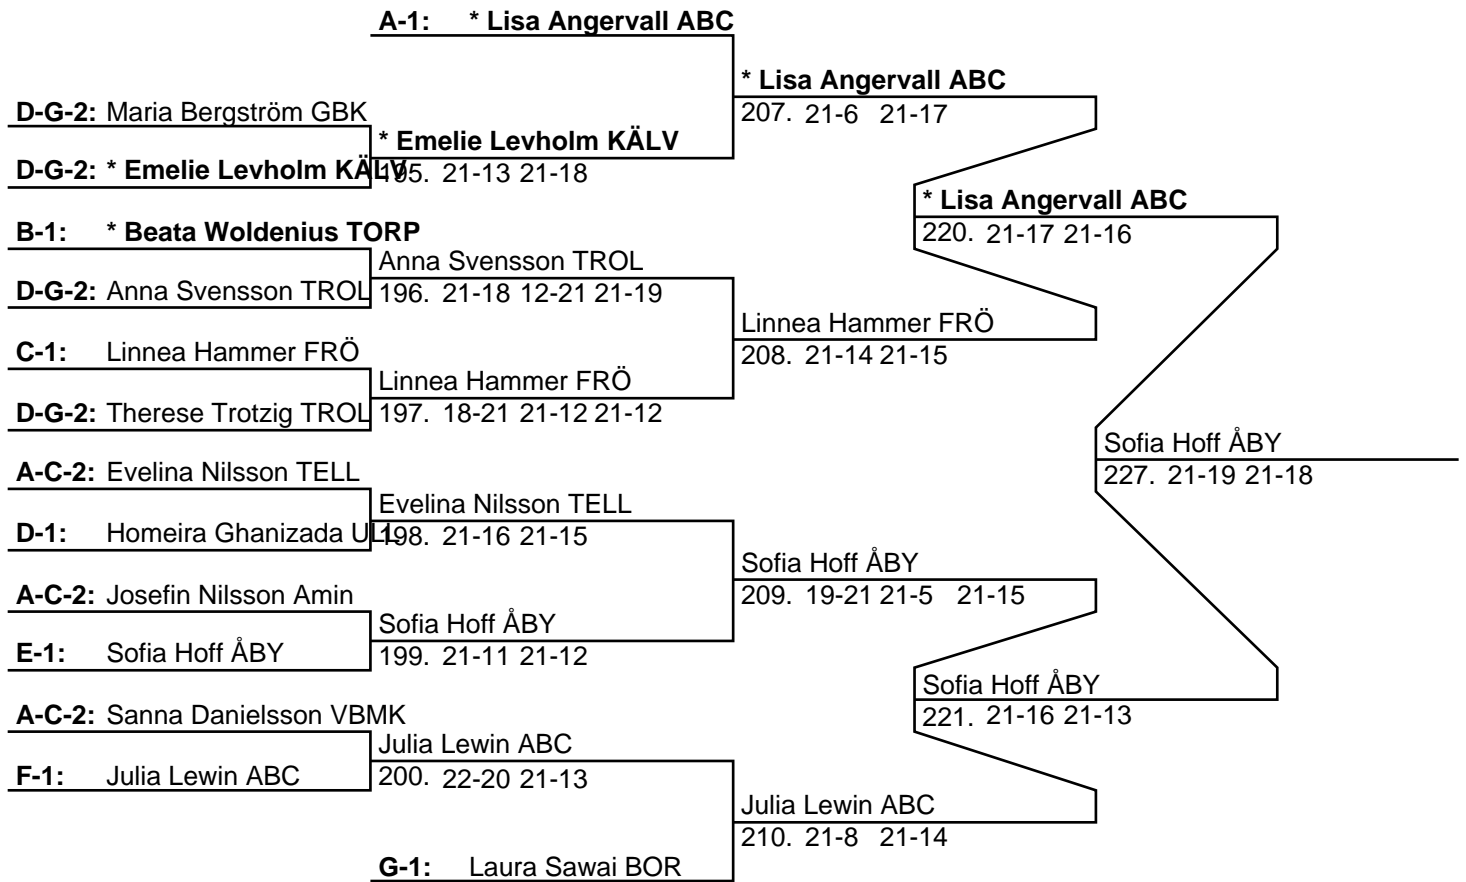 A-1: * Lisa Angervall ABC
* Lisa Angervall ABC
D-G-2: Maria Bergström GBK
207. 21-6 21-17
* Emelie Levholm KÄLV
D-G-2: * Emelie Levholm KÄLV
195. 21-13 21-18
* Lisa Angervall ABC
B-1: * Beata Woldenius TORP
220. 21-17 21-16
Anna Svensson TROL
D-G-2: Anna Svensson TROL
196. 21-18 12-21 21-19
Linnea Hammer FRÖ
C-1: Linnea Hammer FRÖ
208. 21-14 21-15
Linnea Hammer FRÖ
D-G-2: Therese Trotzig TROL
197. 18-21 21-12 21-12
Sofia Hoff ÅBY
A-C-2: Evelina Nilsson TELL
227. 21-19 21-18
Evelina Nilsson TELL
D-1: Homeira Ghanizada ULL
198. 21-16 21-15
Sofia Hoff ÅBY
A-C-2: Josefin Nilsson Amin
209. 19-21 21-5 21-15
Sofia Hoff ÅBY
E-1: Sofia Hoff ÅBY
199. 21-11 21-12
Sofia Hoff ÅBY
A-C-2: Sanna Danielsson VBMK
221. 21-16 21-13
Julia Lewin ABC
F-1: Julia Lewin ABC
200. 22-20 21-13
Julia Lewin ABC
210. 21-8 21-14
G-1: Laura Sawai BOR